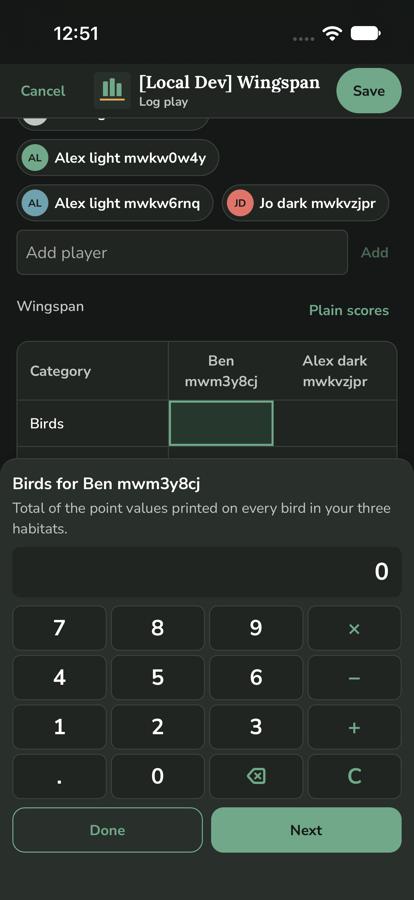 12:51
Cancel
[Local Dev] Wingspan
Log play
Save
AL Alex light mwkw0w4y
AL Alex light mwkw6rnq
JD Jo dark mwkvzjpr
Add player
Add
Wingspan
Plain scores
Category
Ben
mwm3y8cj
Alex dark
mwkvzjpr
Birds
Birds for Ben mwm3y8cj
Total of the point values printed on every bird in your three
habitats.
0
7 8 9 ×
4 5 6 −
1 2 3 +
. 0 C
Done
Next